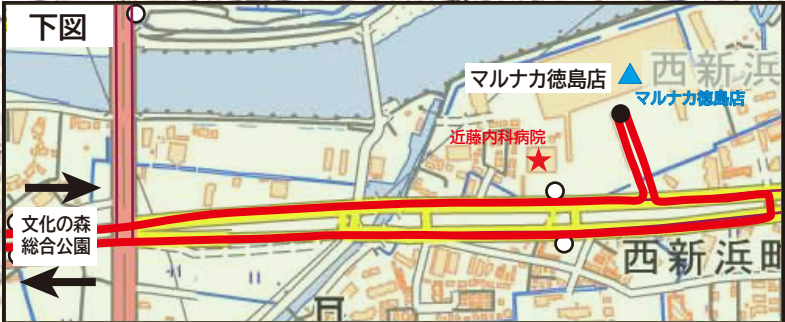 下図
マルナカ徳島店
西新浜
マルナカ徳島店
近藤内科病院
文化の森
総合公園
西新浜町